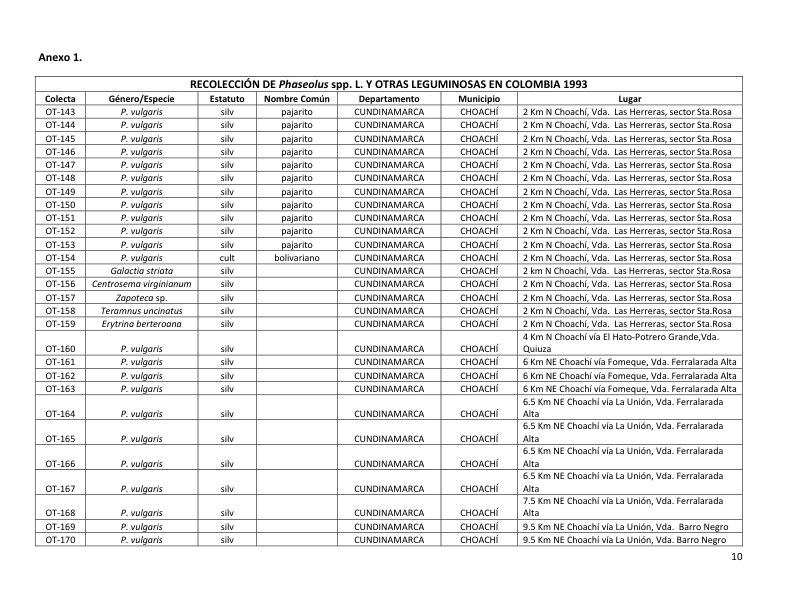 Anexo 1.
RECOLECCIÓN DE Phaseolus spp. L. Y OTRAS LEGUMINOSAS EN COLOMBIA 1993
Colecta Género/Especie Estatuto Nombre Común Departamento Municipio Lugar
OT-143 P. vulgaris silv pajarito CUNDINAMARCA CHOACHÍ 2 Km N Choachí, Vda. Las Herreras, sector Sta.Rosa
OT-144 P. vulgaris silv pajarito CUNDINAMARCA CHOACHÍ 2 Km N Choachí, Vda. Las Herreras, sector Sta.Rosa
OT-145 P. vulgaris silv pajarito CUNDINAMARCA CHOACHÍ 2 Km N Choachí, Vda. Las Herreras, sector Sta.Rosa
OT-146 P. vulgaris silv pajarito CUNDINAMARCA CHOACHÍ 2 Km N Choachí, Vda. Las Herreras, sector Sta.Rosa
OT-147 P. vulgaris silv pajarito CUNDINAMARCA CHOACHÍ 2 Km N Choachí, Vda. Las Herreras, sector Sta.Rosa
OT-148 P. vulgaris silv pajarito CUNDINAMARCA CHOACHÍ 2 Km N Choachí, Vda. Las Herreras, sector Sta.Rosa
OT-149 P. vulgaris silv pajarito CUNDINAMARCA CHOACHÍ 2 Km N Choachí, Vda. Las Herreras, sector Sta.Rosa
OT-150 P. vulgaris silv pajarito CUNDINAMARCA CHOACHÍ 2 Km N Choachí, Vda. Las Herreras, sector Sta.Rosa
OT-151 P. vulgaris silv pajarito CUNDINAMARCA CHOACHÍ 2 Km N Choachí, Vda. Las Herreras, sector Sta.Rosa
OT-152 P. vulgaris silv pajarito CUNDINAMARCA CHOACHÍ 2 Km N Choachí, Vda. Las Herreras, sector Sta.Rosa
OT-153 P. vulgaris silv pajarito CUNDINAMARCA CHOACHÍ 2 Km N Choachí, Vda. Las Herreras, sector Sta.Rosa
OT-154 P. vulgaris cult bolivariano CUNDINAMARCA CHOACHÍ 2 Km N Choachí, Vda. Las Herreras, sector Sta.Rosa
OT-155 Galactia striata silv CUNDINAMARCA CHOACHÍ 2 km N Choachí, Vda. Las Herreras, sector Sta.Rosa
OT-156 Centrosema virginianum silv CUNDINAMARCA CHOACHÍ 2 Km N Choachí, Vda. Las Herreras, sector Sta.Rosa
OT-157 Zapoteca sp. silv CUNDINAMARCA CHOACHÍ 2 Km N Choachí, Vda. Las Herreras, sector Sta.Rosa
OT-158 Teramnus uncinatus silv CUNDINAMARCA CHOACHÍ 2 Km N Choachí, Vda. Las Herreras, sector Sta.Rosa
OT-159 Erytrina berteroana silv CUNDINAMARCA CHOACHÍ 2 Km N Choachí, Vda. Las Herreras, sector Sta.Rosa
4 Km N Choachí vía El Hato-Potrero Grande,Vda.
OT-160 P. vulgaris silv CUNDINAMARCA CHOACHÍ Quiuza
OT-161 P. vulgaris silv CUNDINAMARCA CHOACHÍ 6 Km NE Choachí vía Fomeque, Vda. Ferralarada Alta
OT-162 P. vulgaris silv CUNDINAMARCA CHOACHÍ 6 Km NE Choachí vía Fomeque, Vda. Ferralarada Alta
OT-163 P. vulgaris silv CUNDINAMARCA CHOACHÍ 6 Km NE Choachí vía Fomeque, Vda. Ferralarada Alta
6.5 Km NE Choachí vía La Unión, Vda. Ferralarada
OT-164 P. vulgaris silv CUNDINAMARCA CHOACHÍ Alta
6.5 Km NE Choachí vía La Unión, Vda. Ferralarada
OT-165 P. vulgaris silv CUNDINAMARCA CHOACHÍ Alta
6.5 Km NE Choachí vía La Unión, Vda. Ferralarada
OT-166 P. vulgaris silv CUNDINAMARCA CHOACHÍ Alta
6.5 Km NE Choachí vía La Unión, Vda. Ferralarada
OT-167 P. vulgaris silv CUNDINAMARCA CHOACHÍ Alta
7.5 Km NE Choachí vía La Unión, Vda. Ferralarada
OT-168 P. vulgaris silv CUNDINAMARCA CHOACHÍ Alta
OT-169 P. vulgaris silv CUNDINAMARCA CHOACHÍ 9.5 Km NE Choachí vía La Unión, Vda. Barro Negro
OT-170 P. vulgaris silv CUNDINAMARCA CHOACHÍ 9.5 Km NE Choachí vía La Unión, Vda. Barro Negro
10